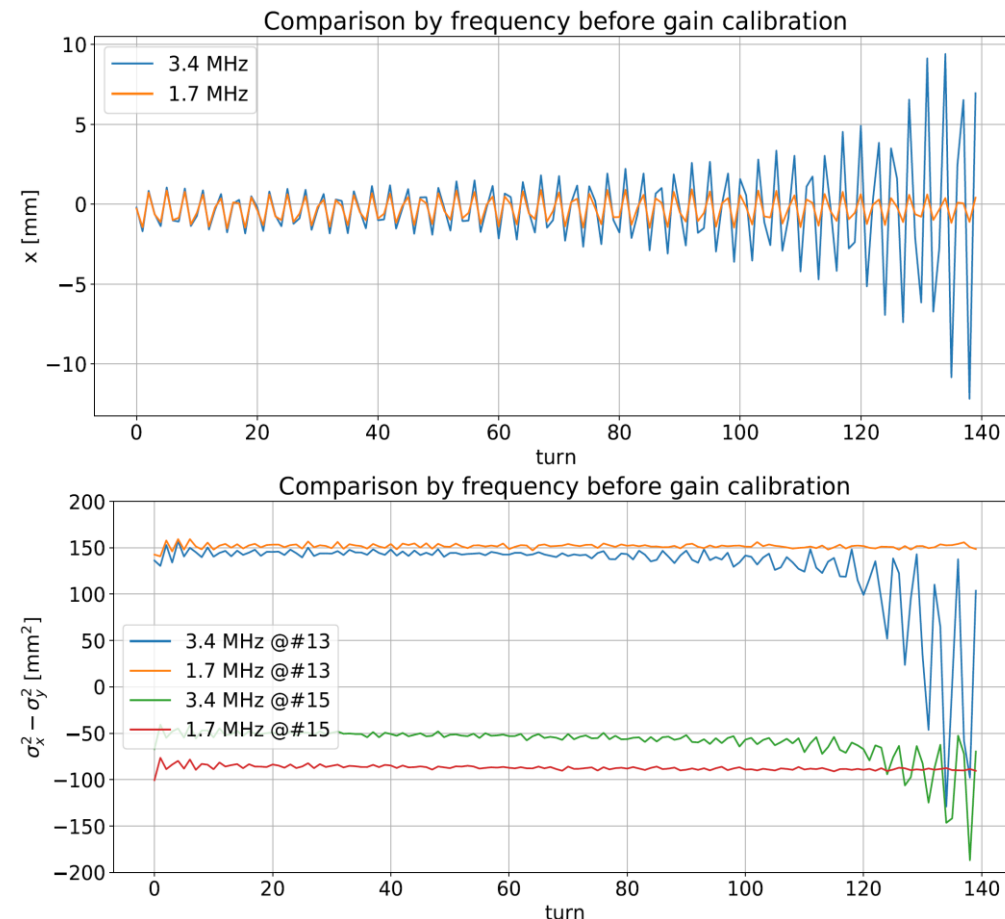 Comparison by frequency before gain calibration
10
5
0
−5
−10
x [mm]
3.4 MHz
1.7 MHz
0 20 40 60 80 100 120 140
turn
Comparison by frequency before gain calibration
200
150
100
50
0
−50
−100
−150
−200
σx² − σy² [mm²]
3.4 MHz @#13
1.7 MHz @#13
3.4 MHz @#15
1.7 MHz @#15
0 20 40 60 80 100 120 140
turn